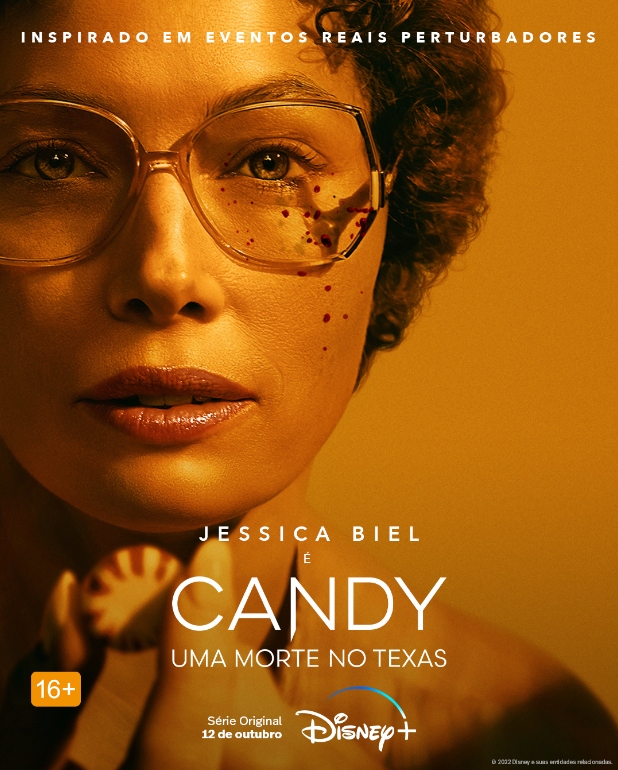 INSPIRADO EM EVENTOS REAIS PERTURBADORES
JESSICA BIEL
É
CANDY
UMA MORTE NO TEXAS
16+
Série Original
12 de outubro
Disney+
© 2022 Disney e suas entidades relacionadas.